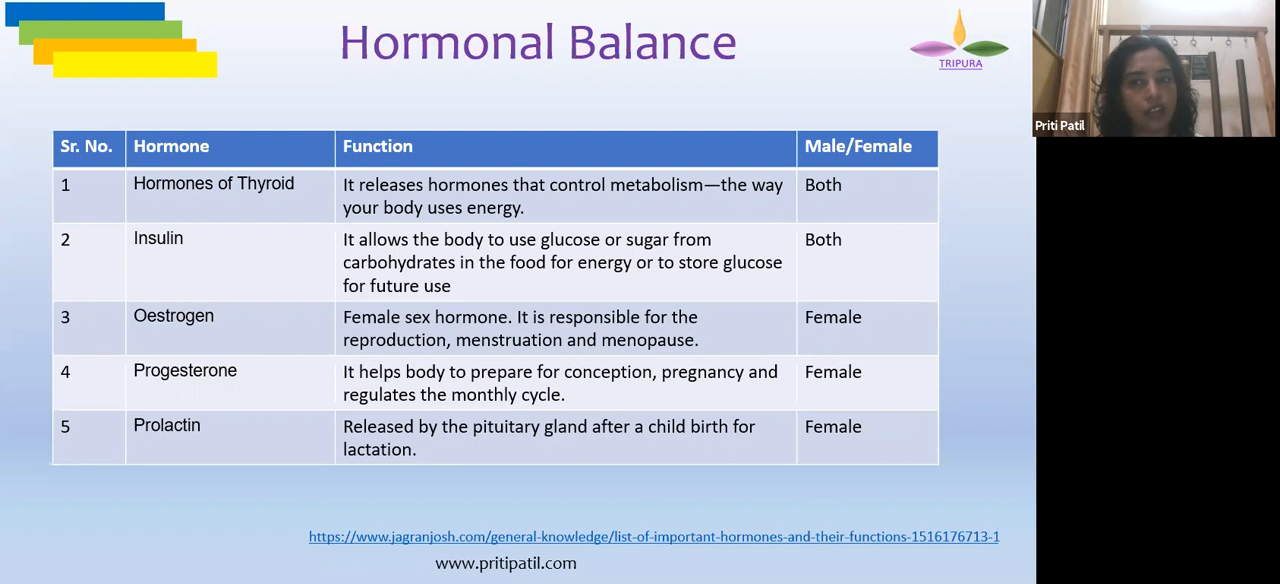 Hormonal Balance
TRIPURA
Priti Patil
Sr. No. Hormone Function Male/Female
1 Hormones of Thyroid It releases hormones that control metabolism—the way
your body uses energy.
Both
2 Insulin It allows the body to use glucose or sugar from
carbohydrates in the food for energy or to store glucose
for future use
Both
3 Oestrogen Female sex hormone. It is responsible for the
reproduction, menstruation and menopause.
Female
4 Progesterone It helps body to prepare for conception, pregnancy and
regulates the monthly cycle.
Female
5 Prolactin Released by the pituitary gland after a child birth for
lactation.
Female
https://www.jagranjosh.com/general-knowledge/list-of-important-hormones-and-their-functions-1516176713-1
www.pritipatil.com